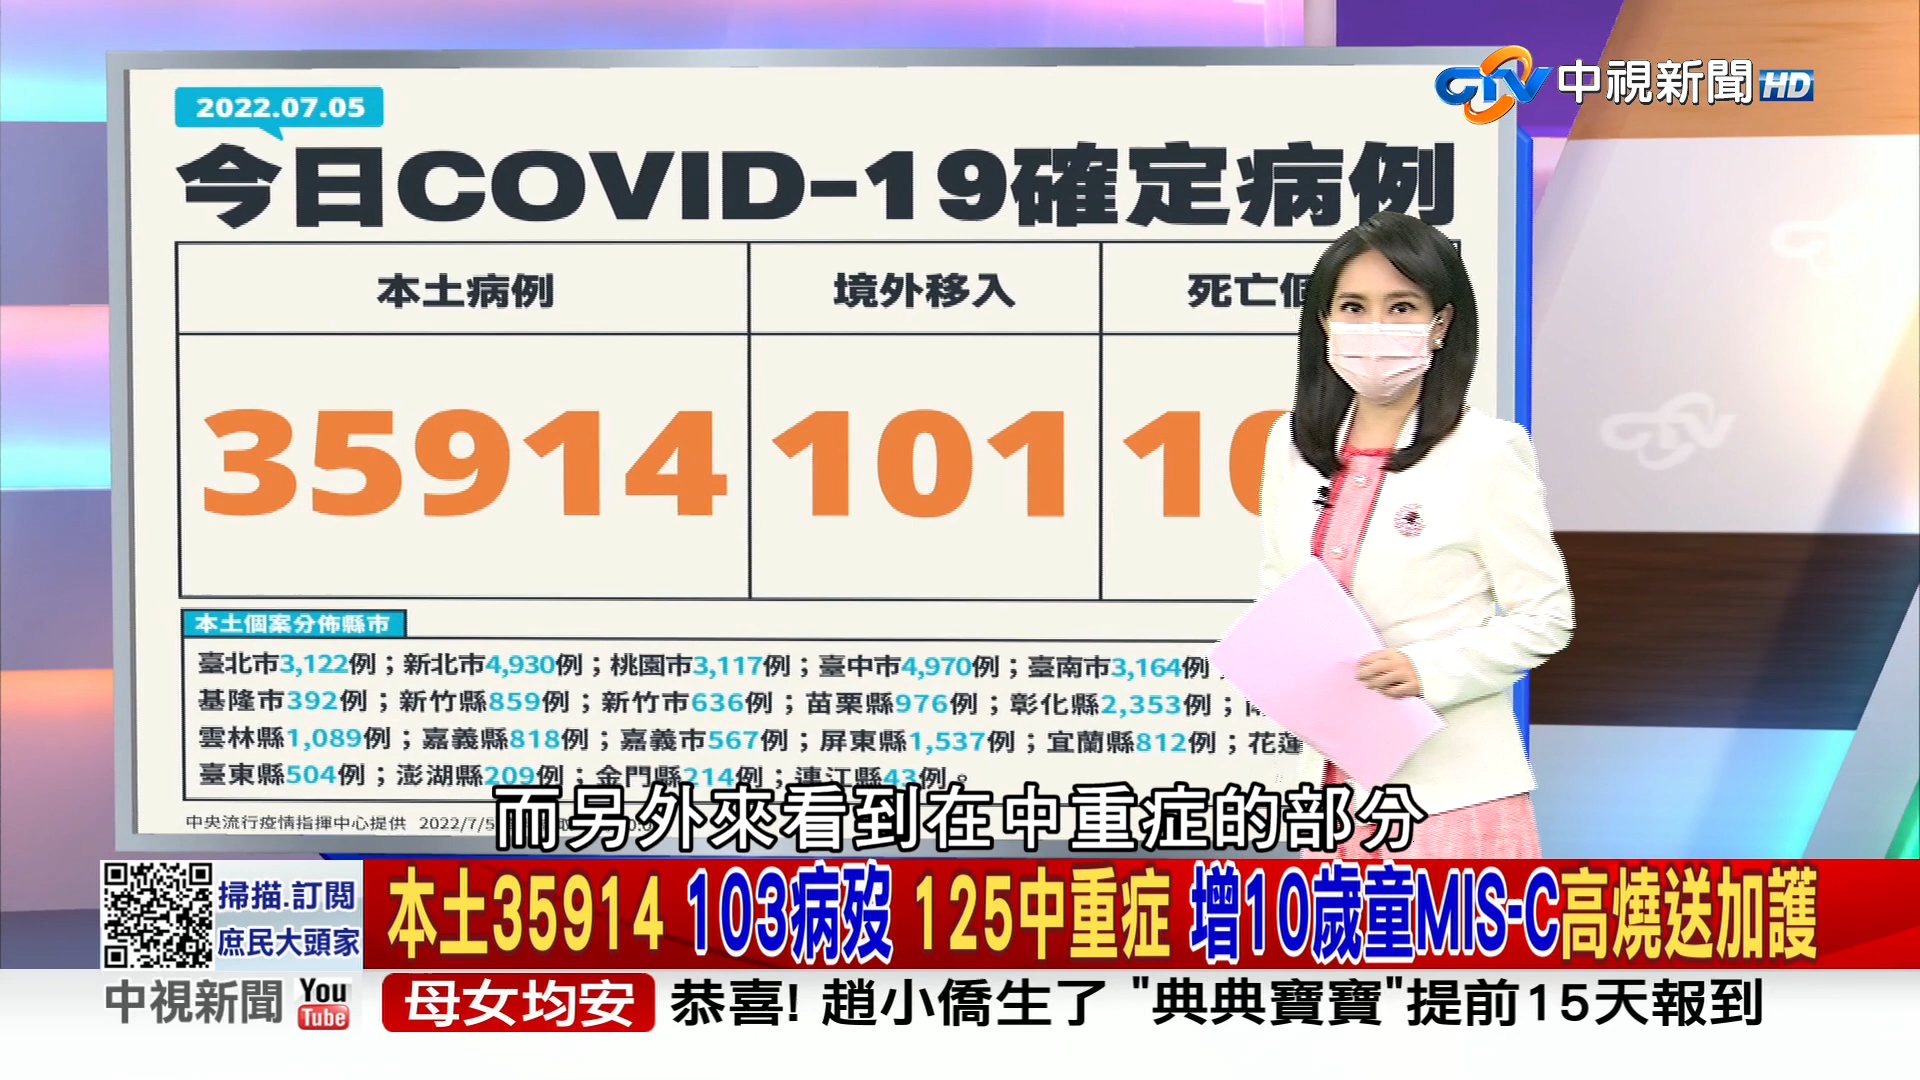 CTV 中視新聞 HD
2022.07.05
今日COVID-19確定病例
本土病例
境外移入
死亡
35914
101
本土個案分佈縣市
臺北市3,122例；新北市4,930例；桃園市3,117例；臺中市4,970例；臺南市3,164例
基隆市392例；新竹縣859例；新竹市636例；苗栗縣976例；彰化縣2,353例；
雲林縣1,089例；嘉義縣818例；嘉義市567例；屏東縣1,537例；宜蘭縣812例；花蓮
臺東縣504例；澎湖縣209例；金門縣214例；連江縣43例。
中央流行疫情指揮中心提供 2022/7/5
而另外來看到在中重症的部分
掃描.訂閱
庶民大頭家
本土35914 103病歿 125中重症 增10歲童MIS-C高燒送加護
中視新聞 YouTube
母女均安 恭喜! 趙小僑生了 "典典寶寶"提前15天報到